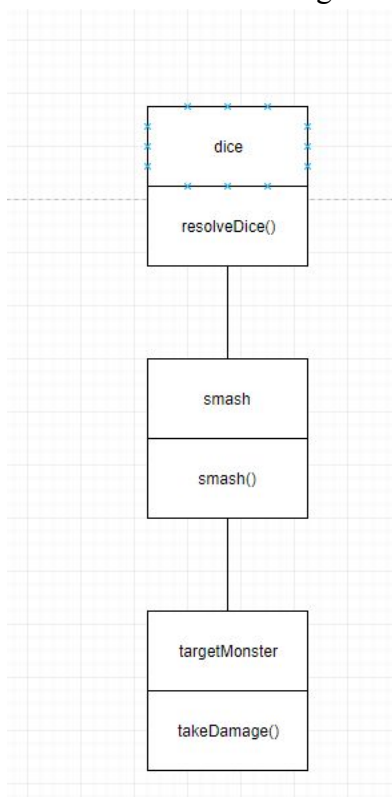 dice
resolveDice()
smash
smash()
targetMonster
takeDamage()